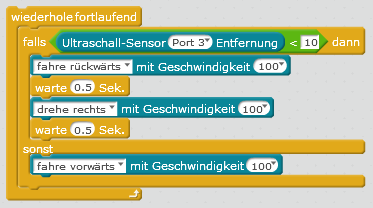 wiederhole fortlaufend
falls Ultraschall-Sensor Port 3 Entfernung < 10 dann
fahre rückwärts mit Geschwindigkeit 100
warte 0.5 Sek.
drehe rechts mit Geschwindigkeit 100
warte 0.5 Sek.
sonst
fahre vorwärts mit Geschwindigkeit 100